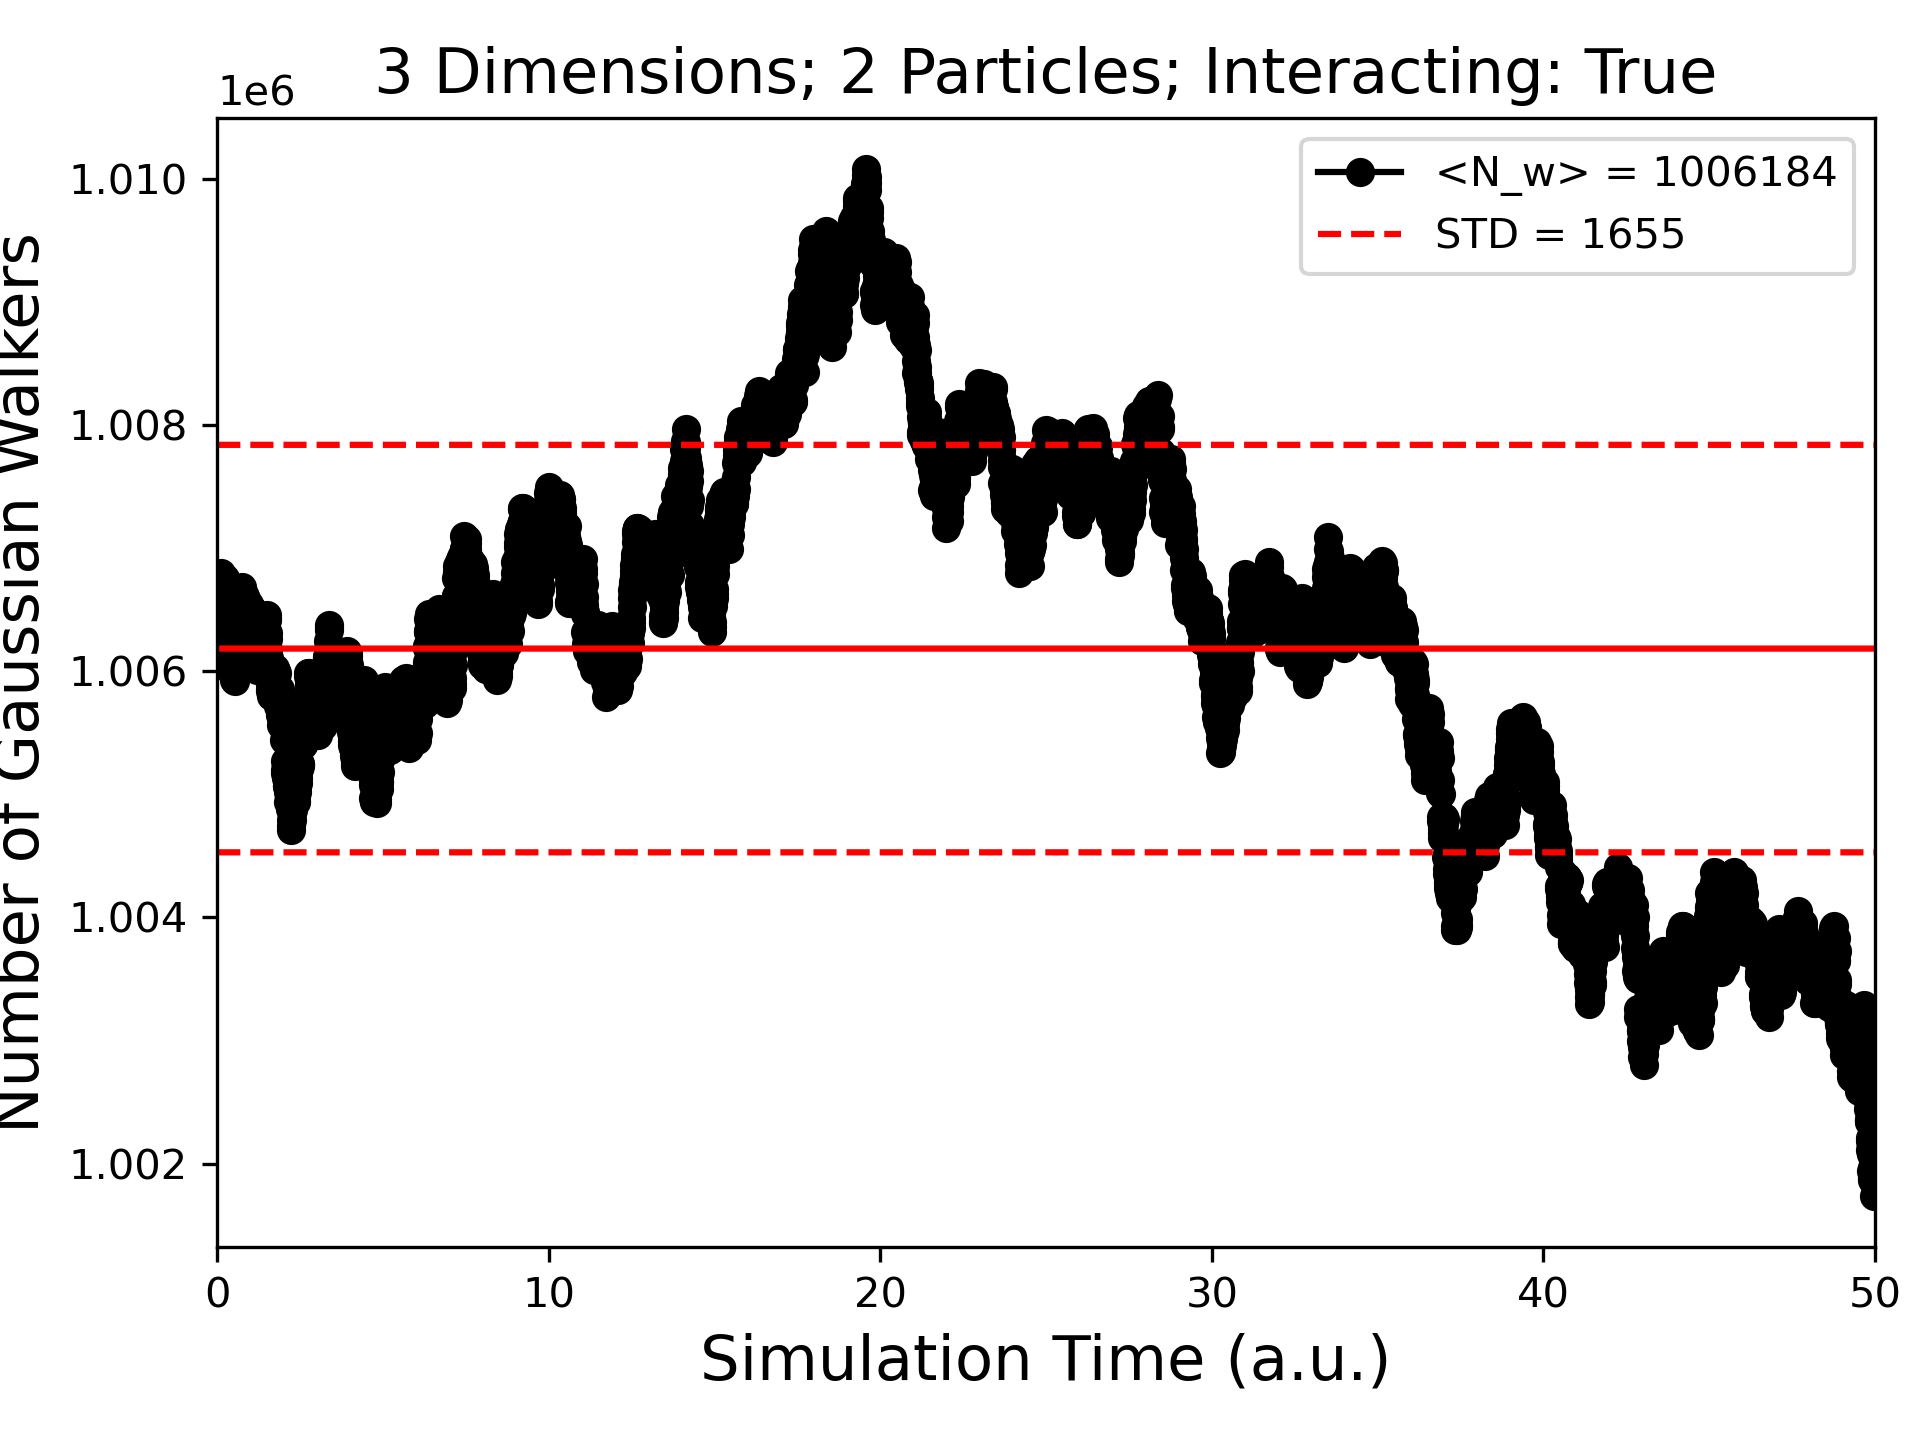 3 Dimensions; 2 Particles; Interacting: True
1e6
<N_w> = 1006184
STD = 1655
1.010
1.008
1.006
1.004
1.002
Number of Gaussian Walkers
0 10 20 30 40 50
Simulation Time (a.u.)